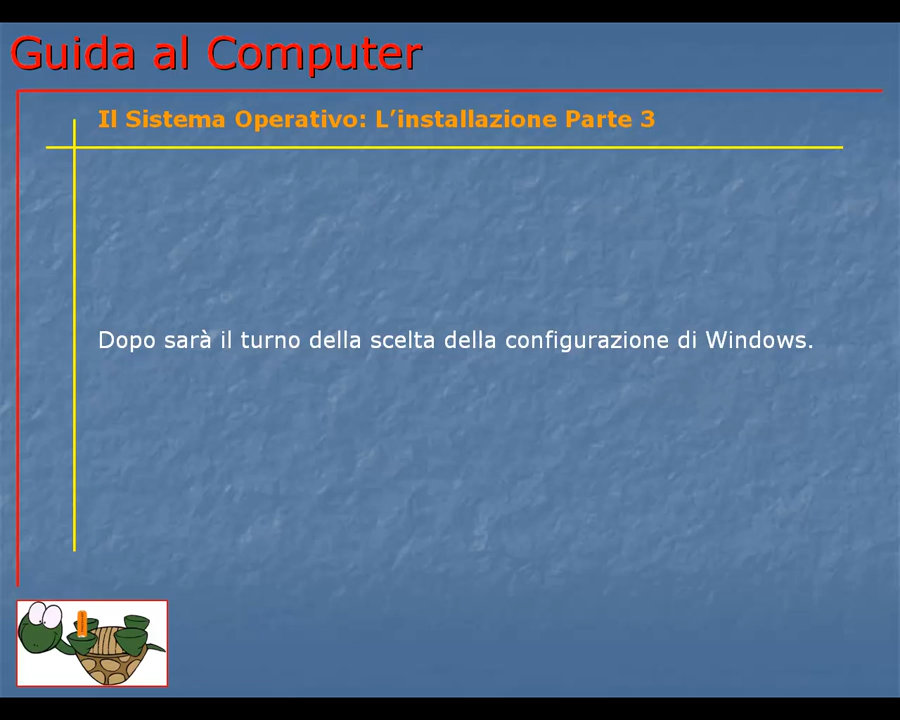 Guida al Computer
Il Sistema Operativo: L’installazione Parte 3
Dopo sarà il turno della scelta della configurazione di Windows.